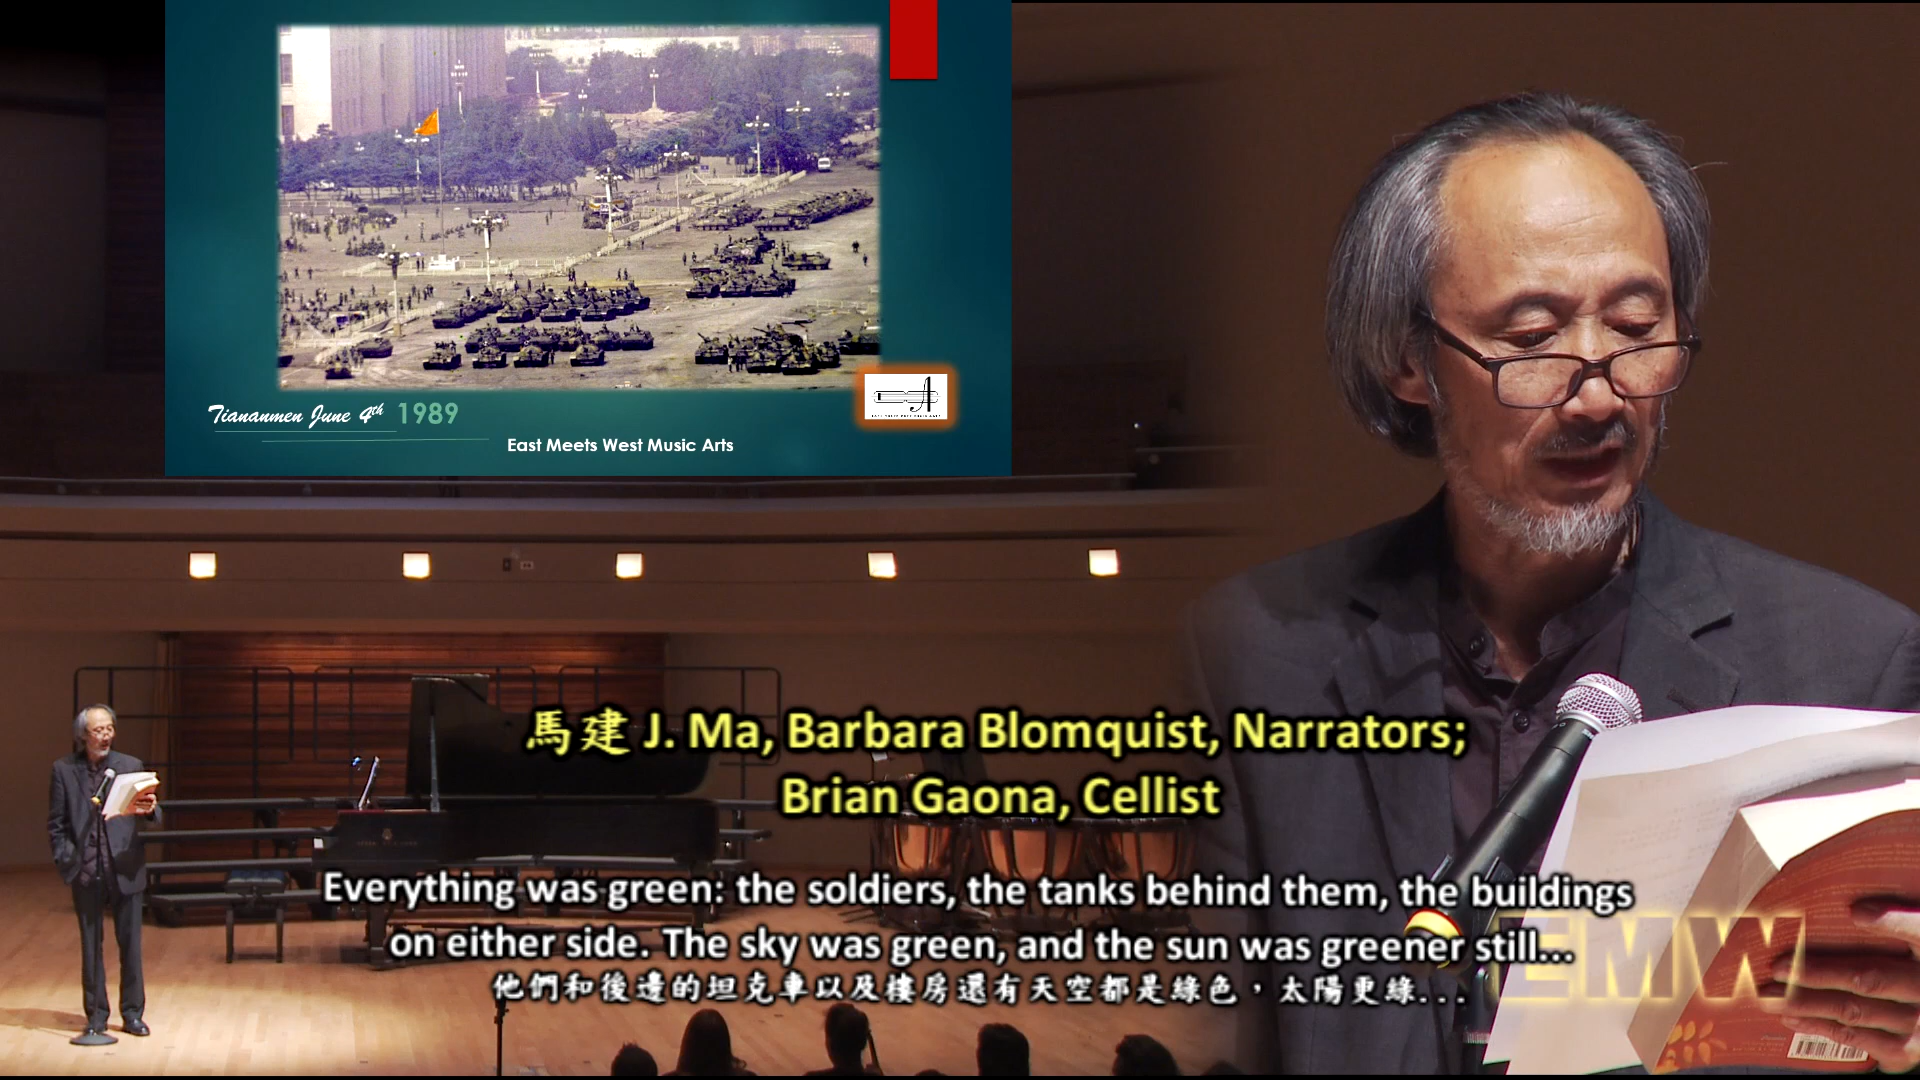 Tiananmen June 4th 1989
East Meets West Music Arts
馬建 J. Ma, Barbara Blomquist, Narrators;
Brian Gaona, Cellist
Everything was green: the soldiers, the tanks behind them, the buildings
on either side. The sky was green, and the sun was greener still...
他們和後邊的坦克車以及樓房還有天空都是綠色，太陽更綠...
EMW